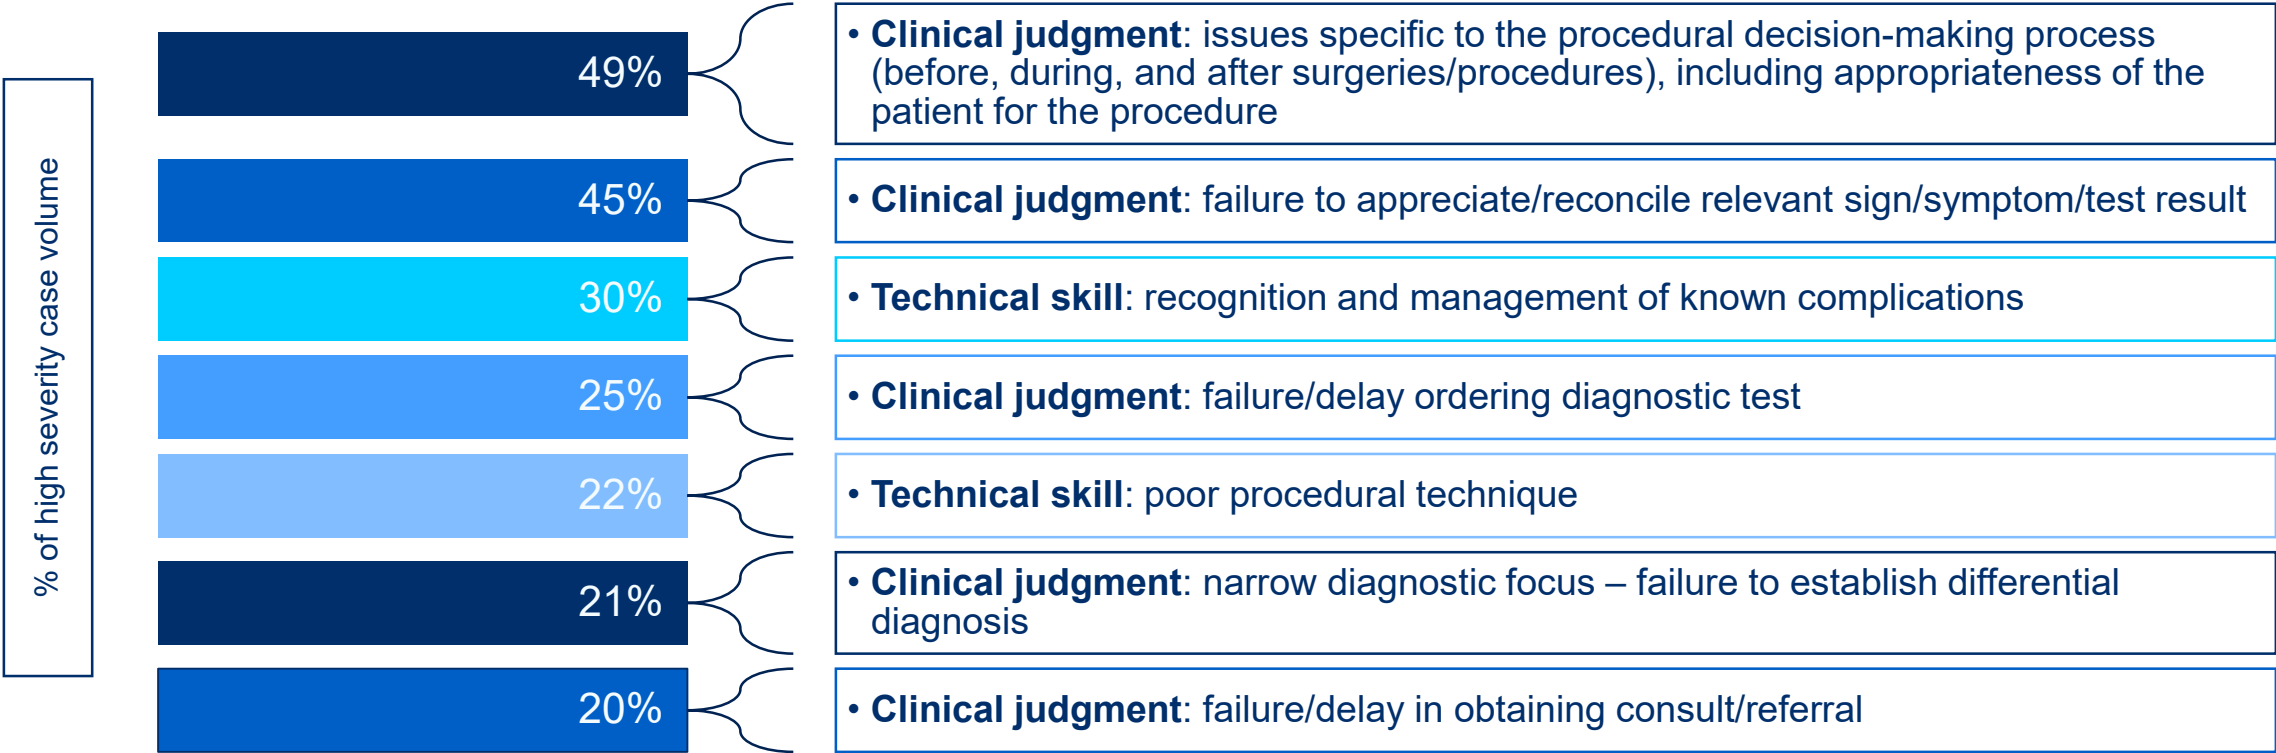 % of high severity case volume
49%
• Clinical judgment: issues specific to the procedural decision-making process
(before, during, and after surgeries/procedures), including appropriateness of the
patient for the procedure
45%
• Clinical judgment: failure to appreciate/reconcile relevant sign/symptom/test result
30%
• Technical skill: recognition and management of known complications
25%
• Clinical judgment: failure/delay ordering diagnostic test
22%
• Technical skill: poor procedural technique
21%
• Clinical judgment: narrow diagnostic focus – failure to establish differential
diagnosis
20%
• Clinical judgment: failure/delay in obtaining consult/referral